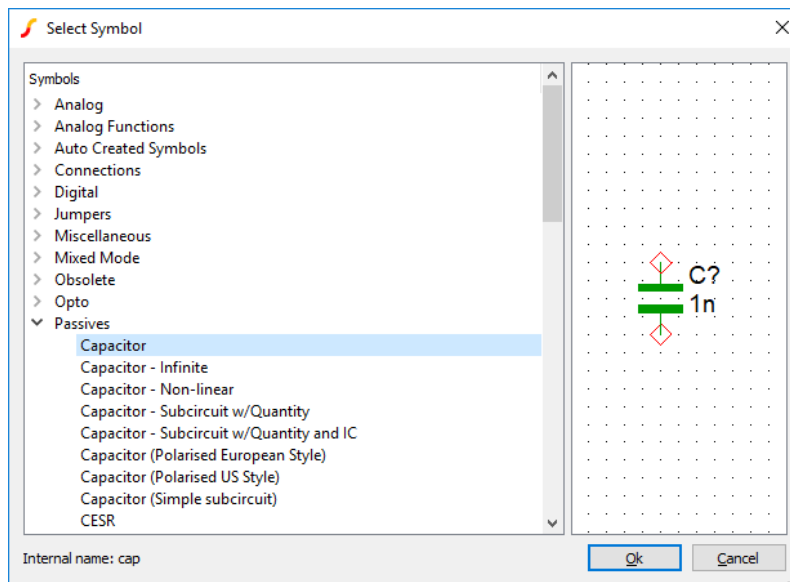 Select Symbol
Symbols
Analog
Analog Functions
Auto Created Symbols
Connections
Digital
Jumpers
Miscellaneous
Mixed Mode
Obsolete
Opto
Passives
Capacitor
Capacitor - Infinite
Capacitor - Non-linear
Capacitor - Subcircuit w/Quantity
Capacitor - Subcircuit w/Quantity and IC
Capacitor (Polarised European Style)
Capacitor (Polarised US Style)
Capacitor (Simple subcircuit)
CESR
C?
1n
Internal name: cap
Ok
Cancel